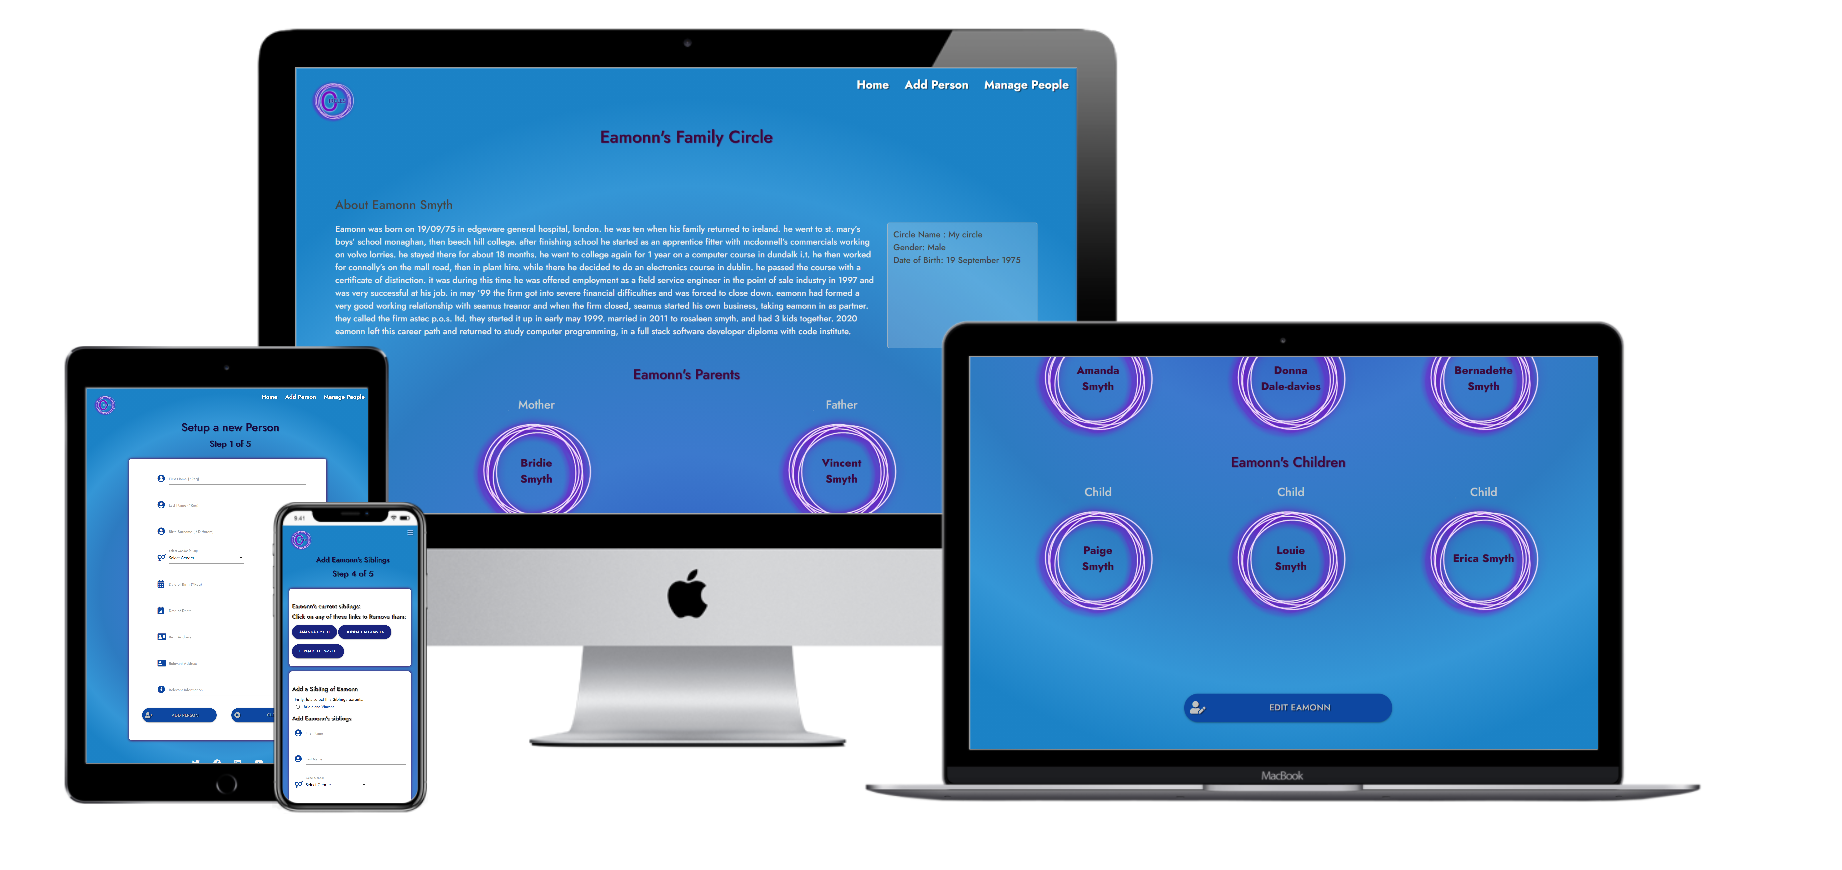 Home Add Person Manage People
Eamonn's Family Circle
About Eamonn Smyth
Eamonn was born on 19/09/75 in edgeware general hospital, london. he was ten when his family returned to ireland. he went to st. mary's
boys' school monaghan, then beech hill college. after finishing school he started as an apprentice fitter with mcdonnell's commercials working
on volvo lorries. he stayed there for about 18 months. he went to college again for 1 year on a computer course in dundalk i.t. he then worked
for connolly's on the mall road, then in plant hire. while there he decided to do an electronics course in dublin. he passed the course with a
certificate of distinction. it was during this time he was offered employment as a field service engineer in the point of sale industry in 1997 and
was very successful at his job. in may '99 the firm got into severe financial difficulties and was forced to close down. eamonn had formed a
very good working relationship with seamus treanor and when the firm closed, seamus started his own business, taking eamonn in as partner.
they called the firm astec p.o.s. ltd. they started it up in early may 1999. married in 2011 to rosaleen smyth. and had 3 kids together. 2020
eamonn left this career path and returned to study computer programming, in a full stack software developer diploma with code institute.
Circle Name : My circle
Gender: Male
Date of Birth: 19 September 1975
Eamonn's Parents
Mother Father
Bridie
Smyth
Vincent
Smyth
Home Add Person Manage People
Setup a new Person
Step 1 of 5
Select Gender
ADD PERSON
9:41
Add Eamonn's Siblings
Step 4 of 5
Eamonn's current siblings:
Click on any of these links to Remove them:
Add a Sibling of Eamonn
Add Eamonn's siblings
Select Gender
Amanda
Smyth
Donna
Dale-davies
Bernadette
Smyth
Eamonn's Children
Child Child Child
Paige
Smyth
Louie
Smyth
Erica Smyth
EDIT EAMONN
MacBook